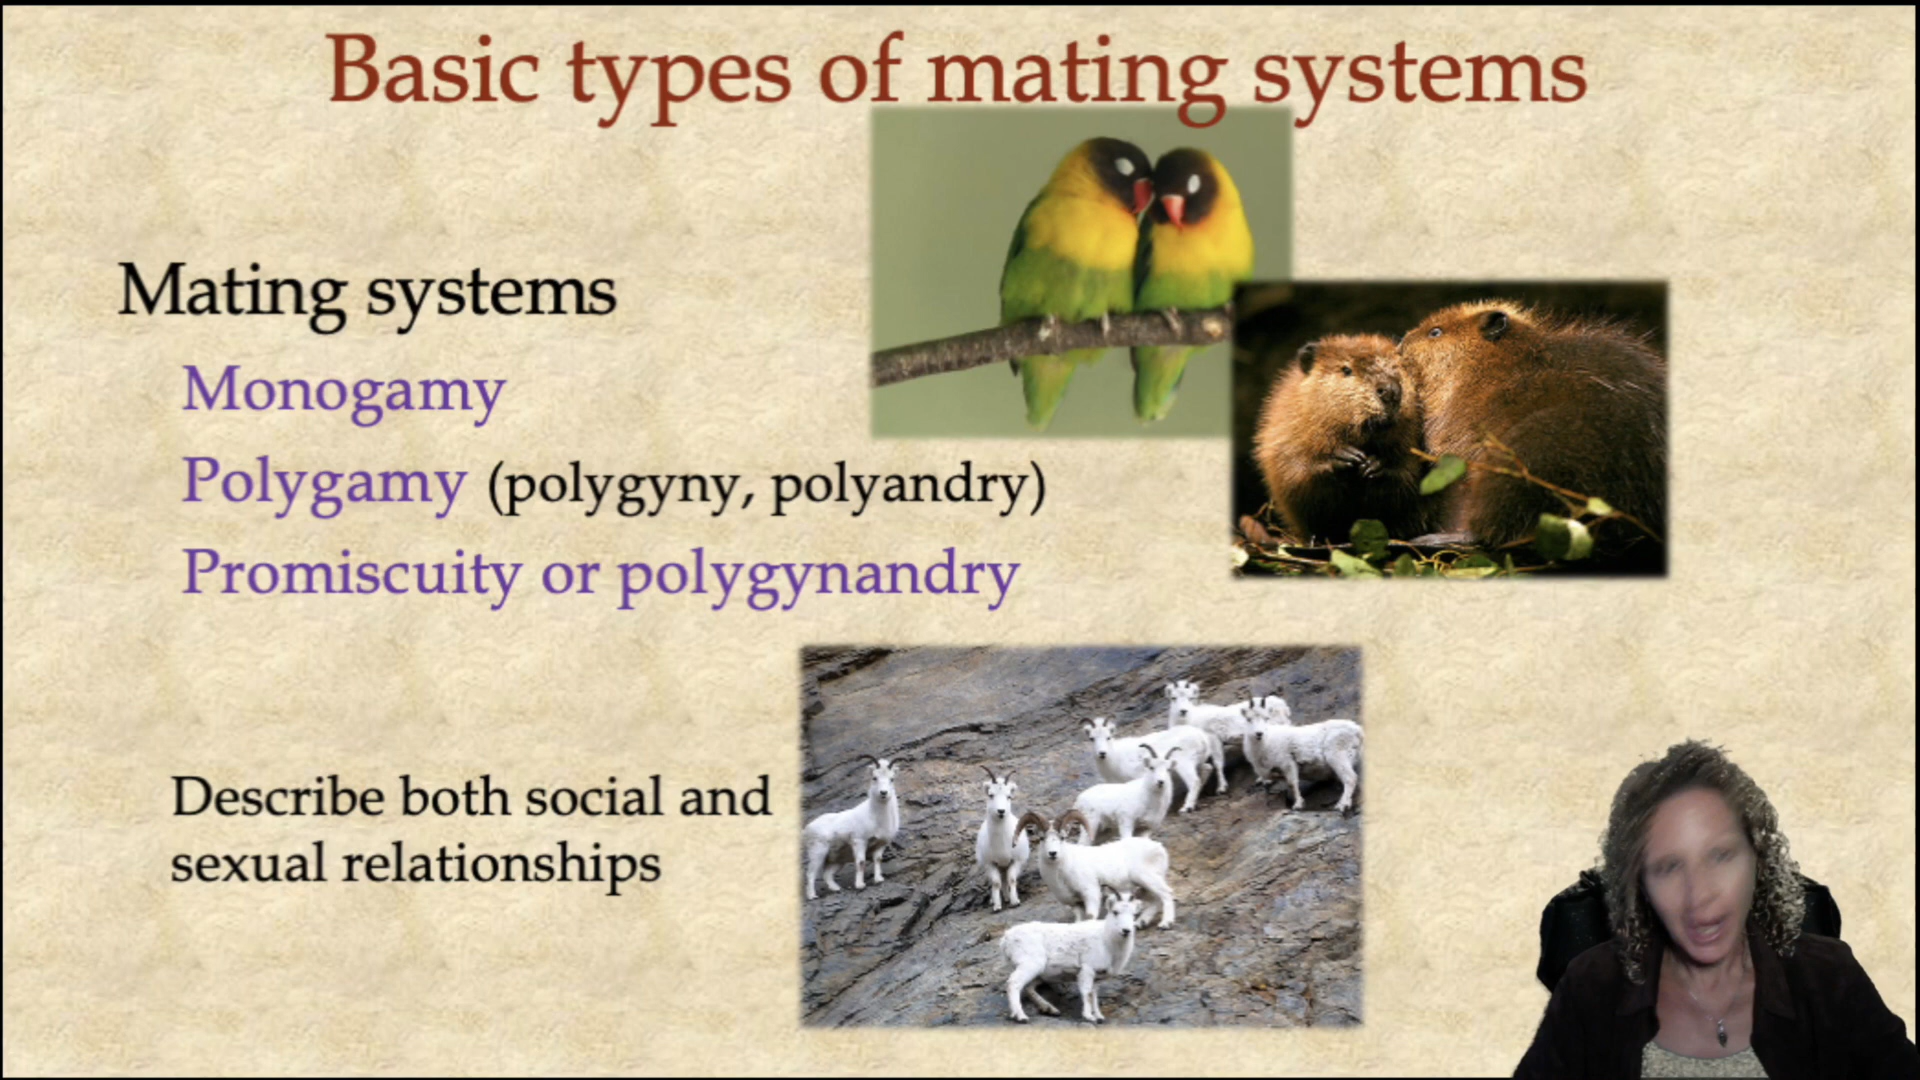 Basic types of mating systems
Mating systems
Monogamy
Polygamy (polygyny, polyandry)
Promiscuity or polygynandry
Describe both social and
sexual relationships